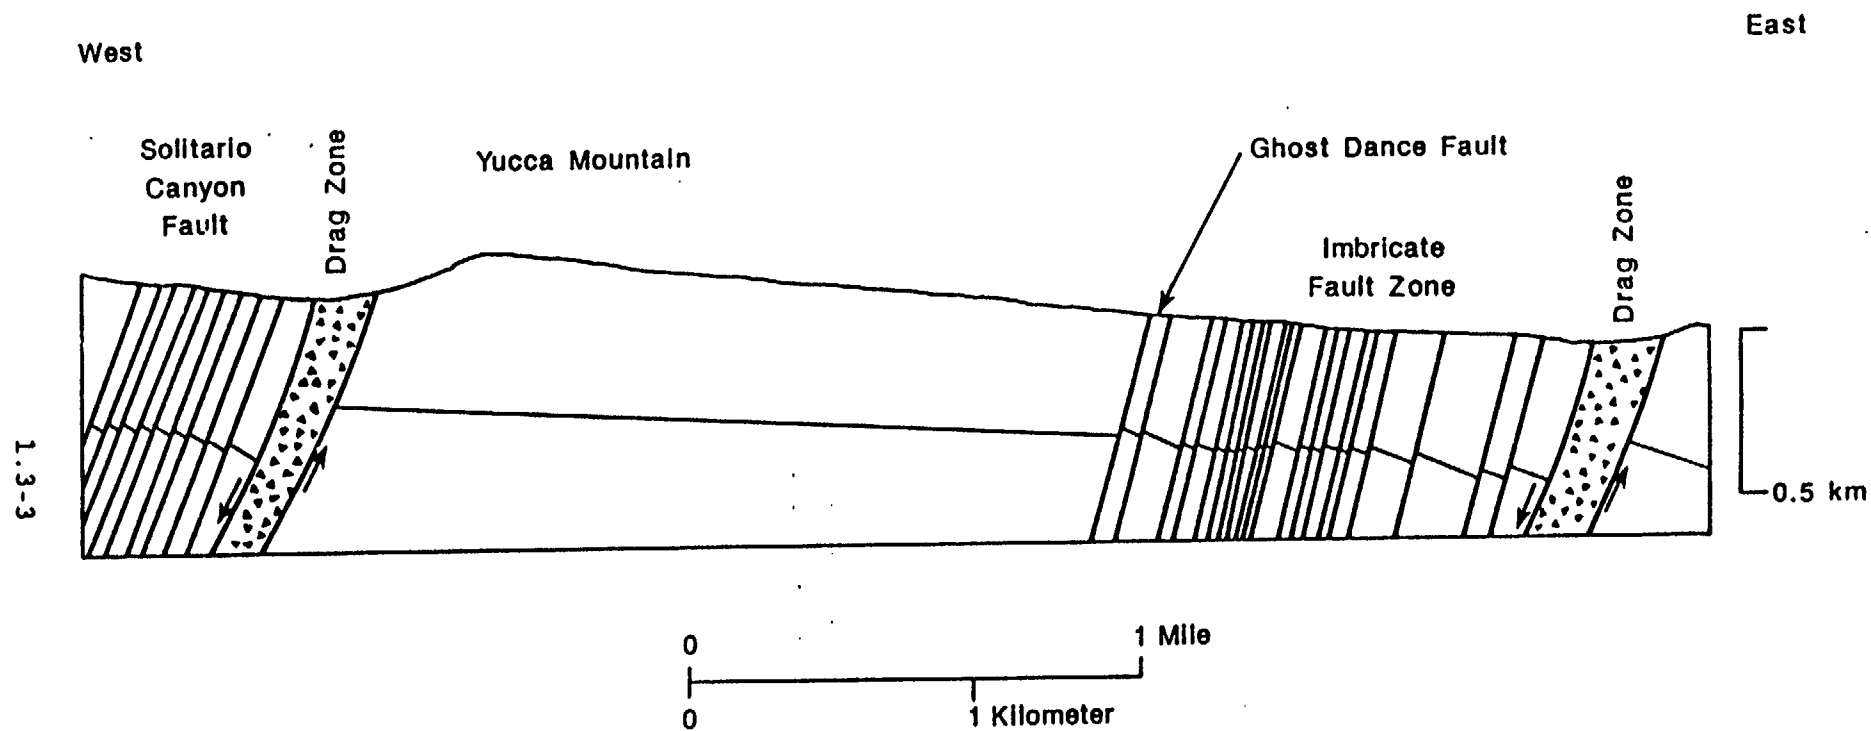 West
East
Solitario
Canyon
Fault
Drag Zone
Yucca Mountain
Ghost Dance Fault
Imbricate
Fault Zone
Drag Zone
0.5 km
1.3-3
0
1 Mile
0
1 Kilometer